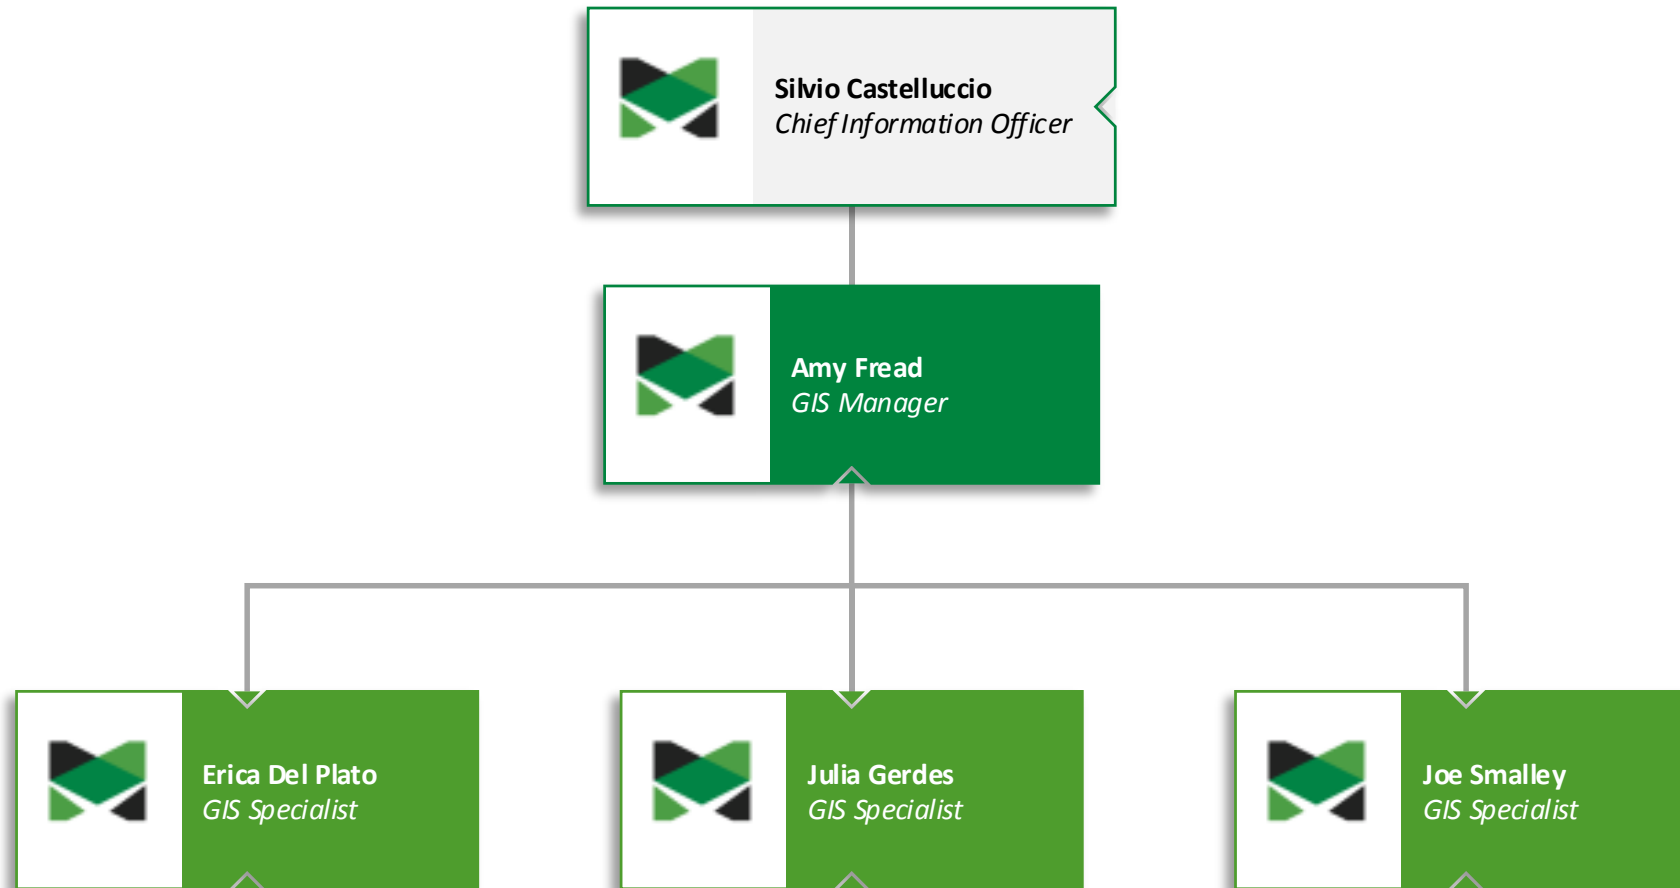 Silvio Castelluccio
Chief Information Officer
Amy Fread
GIS Manager
Erica Del Plato
GIS Specialist
Julia Gerdes
GIS Specialist
Joe Smalley
GIS Specialist